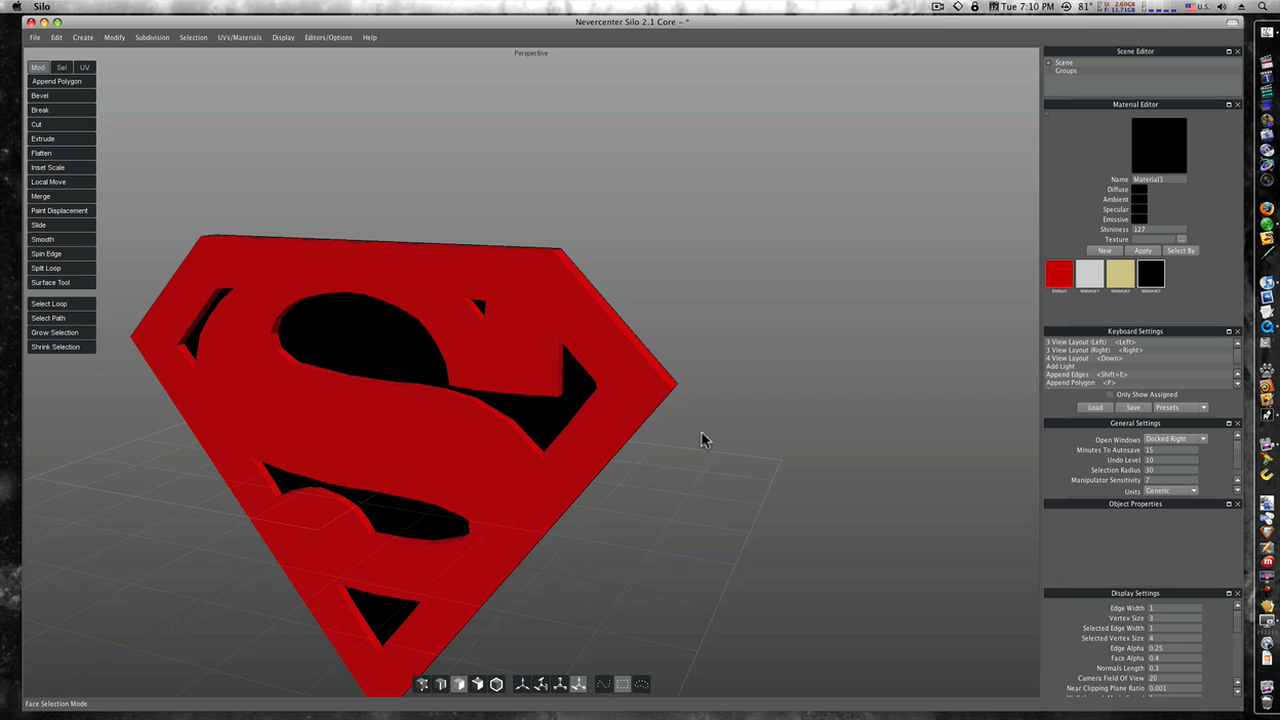 Silo
Tue 7:10 PM
81°
U.S.
Nevercenter Silo 2.1 Core – *
File Edit Create Modify Subdivision Selection UVs/Materials Display Editors/Options Help
Perspective
Mod Sel UV
Append Polygon
Bevel
Break
Cut
Extrude
Flatten
Inset Scale
Local Move
Merge
Paint Displacement
Slide
Smooth
Spin Edge
Split Loop
Surface Tool
Select Loop
Select Path
Grow Selection
Shrink Selection
Face Selection Mode
Scene Editor
Scene
Groups
Material Editor
Name Material3
Diffuse
Ambient
Specular
Emissive
Shininess 127
Texture ...
New Apply Select By
Default Material1 Material2 Material3
Keyboard Settings
3 View Layout (Left) <Left>
3 View Layout (Right) <Right>
4 View Layout <Down>
Add Light
Append Edges <Shift+E>
Append Polygon <P>
Only Show Assigned
Load Save Presets
General Settings
Open Windows Docked Right
Minutes To Autosave 15
Undo Level 10
Selection Radius 30
Manipulator Sensitivity 7
Units Generic
Object Properties
Display Settings
Edge Width 1
Vertex Size 3
Selected Edge Width 1
Selected Vertex Size 4
Edge Alpha 0.25
Face Alpha 0.4
Normals Length 0.3
Camera Field Of View 20
Near Clipping Plane Ratio 0.001